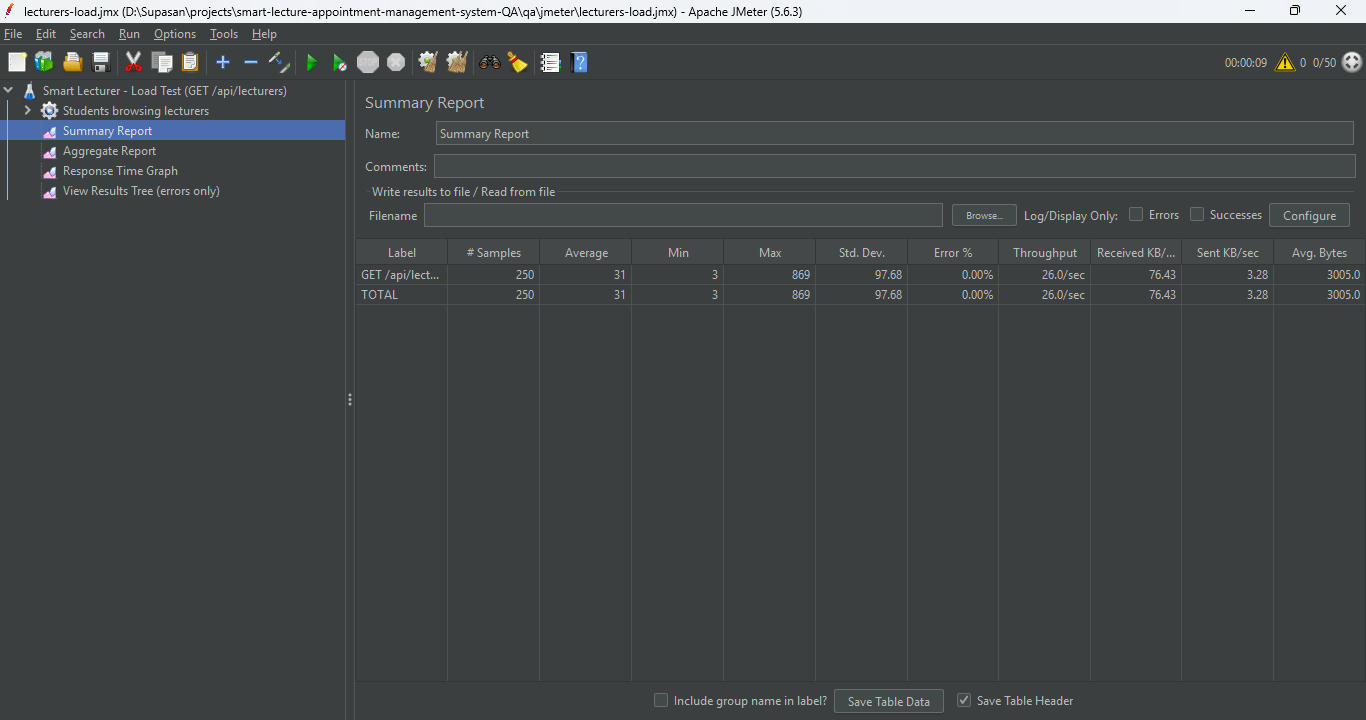 lecturers-load.jmx (D:\Supasan\projects\smart-lecture-appointment-management-system-QA\qa\jmeter\lecturers-load.jmx) - Apache JMeter (5.6.3)
File Edit Search Run Options Tools Help
STOP 00:00:09 0 0/50
Smart Lecturer - Load Test (GET /api/lecturers)
Students browsing lecturers
Summary Report
Aggregate Report
Response Time Graph
View Results Tree (errors only)
Summary Report
Name: Summary Report
Comments:
Write results to file / Read from file
Filename Browse... Log/Display Only: Errors Successes Configure
Label # Samples Average Min Max Std. Dev. Error % Throughput Received KB/... Sent KB/sec Avg. Bytes
GET /api/lect... 250 31 3 869 97.68 0.00% 26.0/sec 76.43 3.28 3005.0
TOTAL 250 31 3 869 97.68 0.00% 26.0/sec 76.43 3.28 3005.0
Include group name in label? Save Table Data Save Table Header